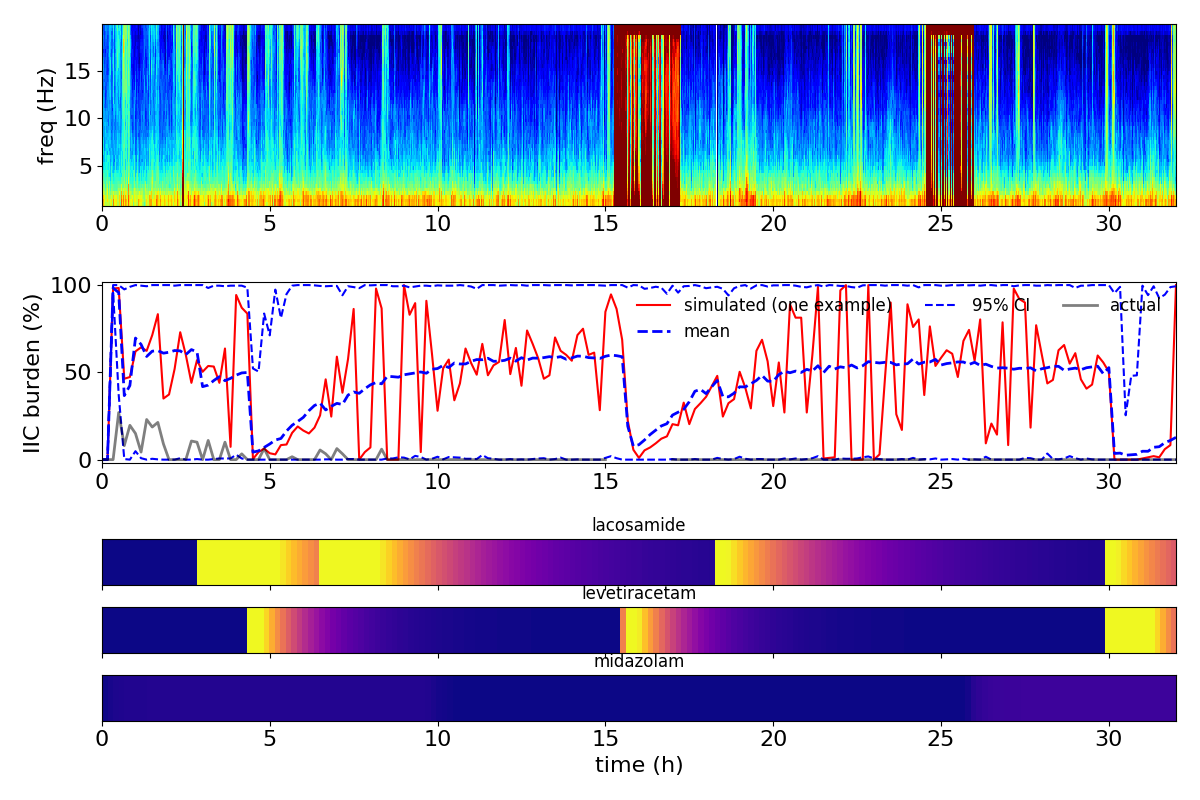 freq (Hz)
15
10
5
0 5 10 15 20 25 30
IIC burden (%)
100
50
0
simulated (one example) 95% CI actual
mean
0 5 10 15 20 25 30
lacosamide
levetiracetam
midazolam
0 5 10 15 20 25 30
time (h)